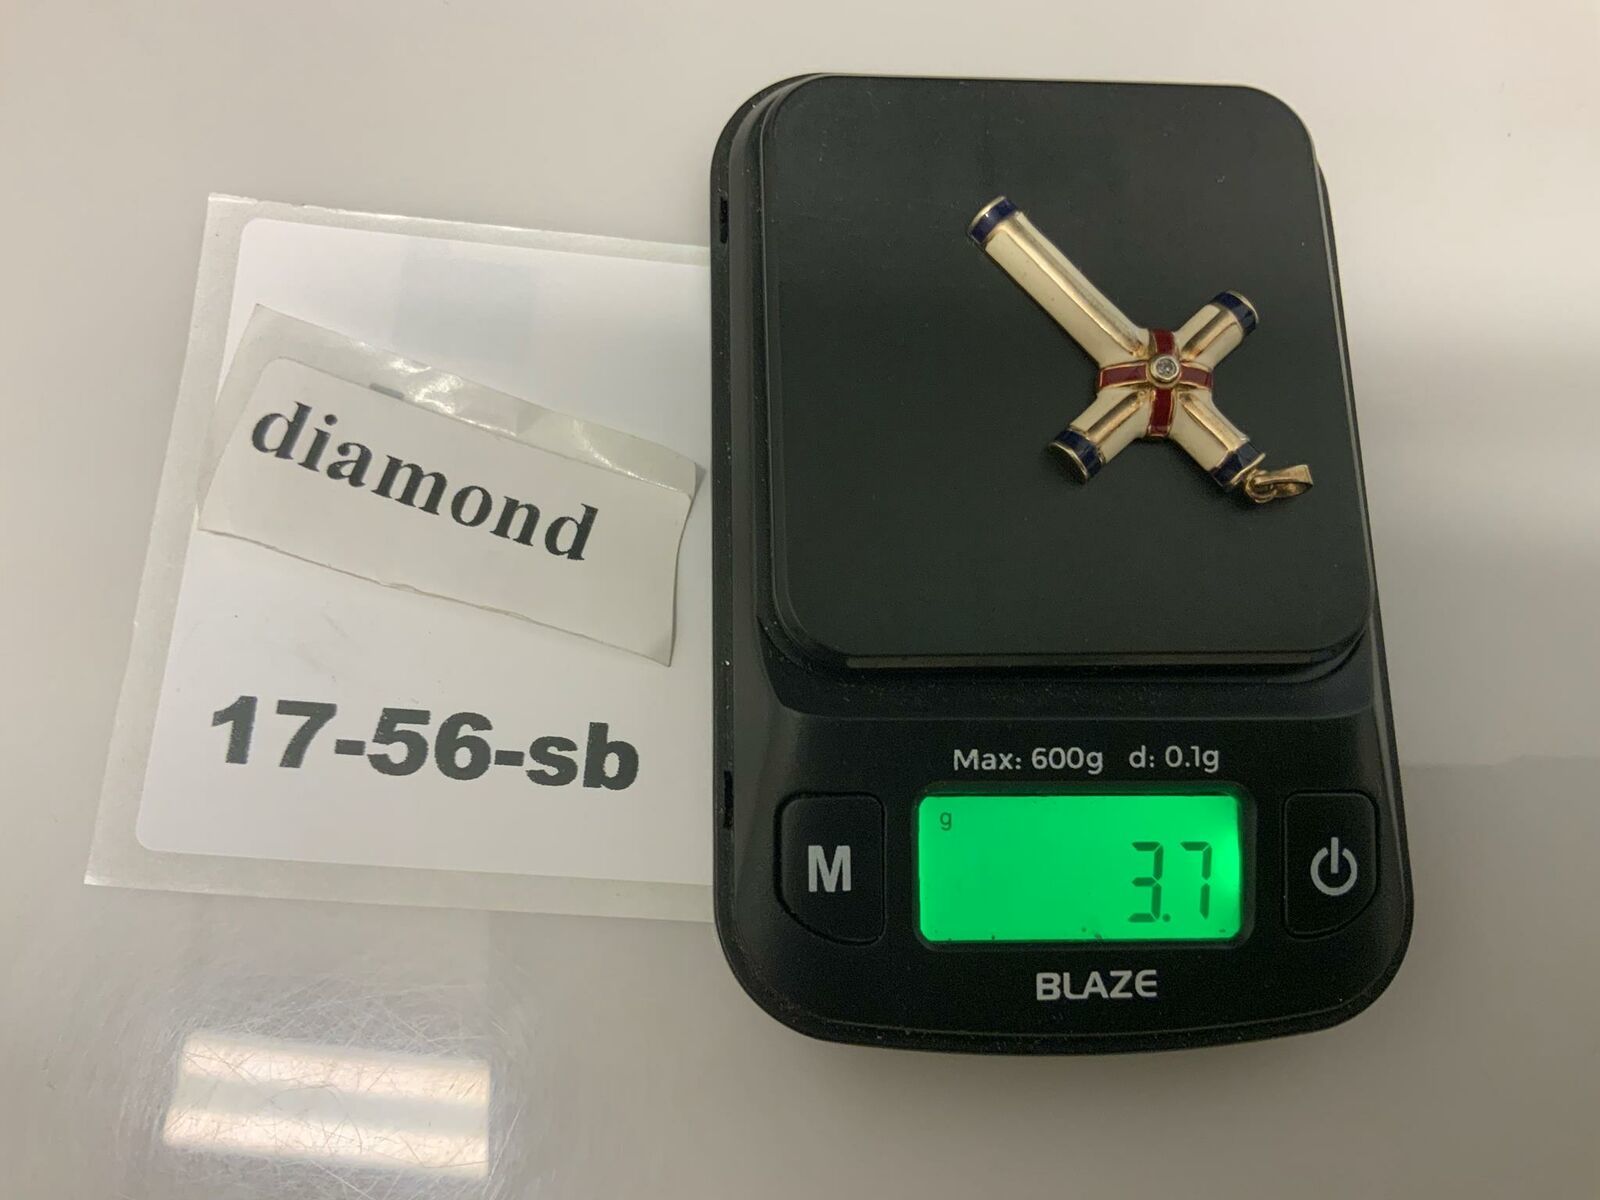 diamond
17-56-sb
Max: 600g d: 0.1g
g
3.7
M
BLAZE